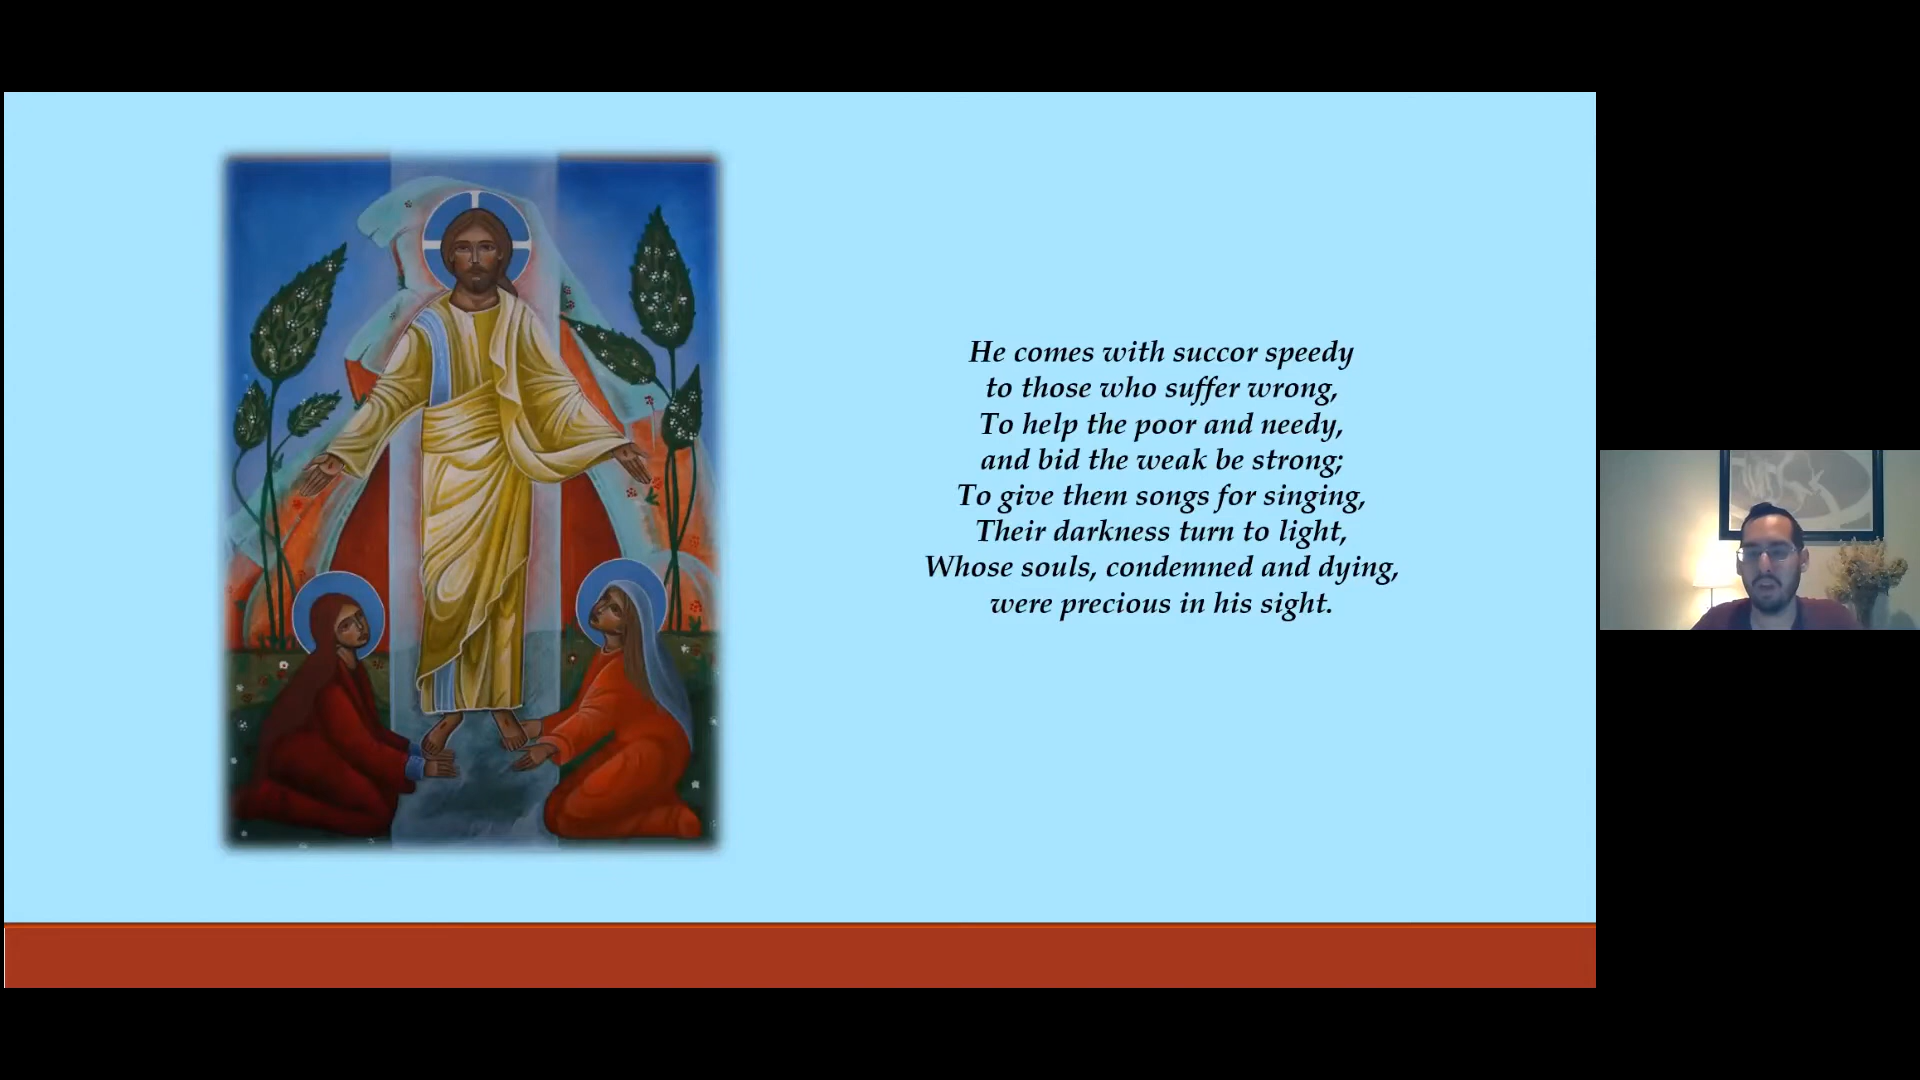 He comes with succor speedy
to those who suffer wrong,
To help the poor and needy,
and bid the weak be strong;
To give them songs for singing,
Their darkness turn to light,
Whose souls, condemned and dying,
were precious in his sight.